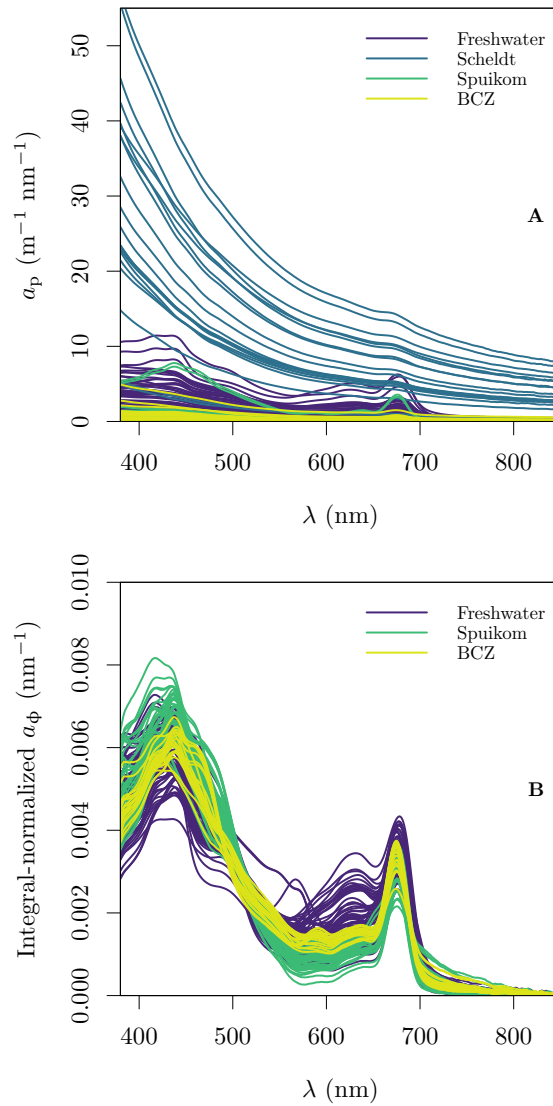 50
40
30
20
10
0
a_p (m⁻¹ nm⁻¹)
Freshwater
Scheldt
Spuikom
BCZ
A
400 500 600 700 800
λ (nm)
0.010
0.008
0.006
0.004
0.002
0.000
Integral-normalized a_Φ (nm⁻¹)
Freshwater
Spuikom
BCZ
B
400 500 600 700 800
λ (nm)